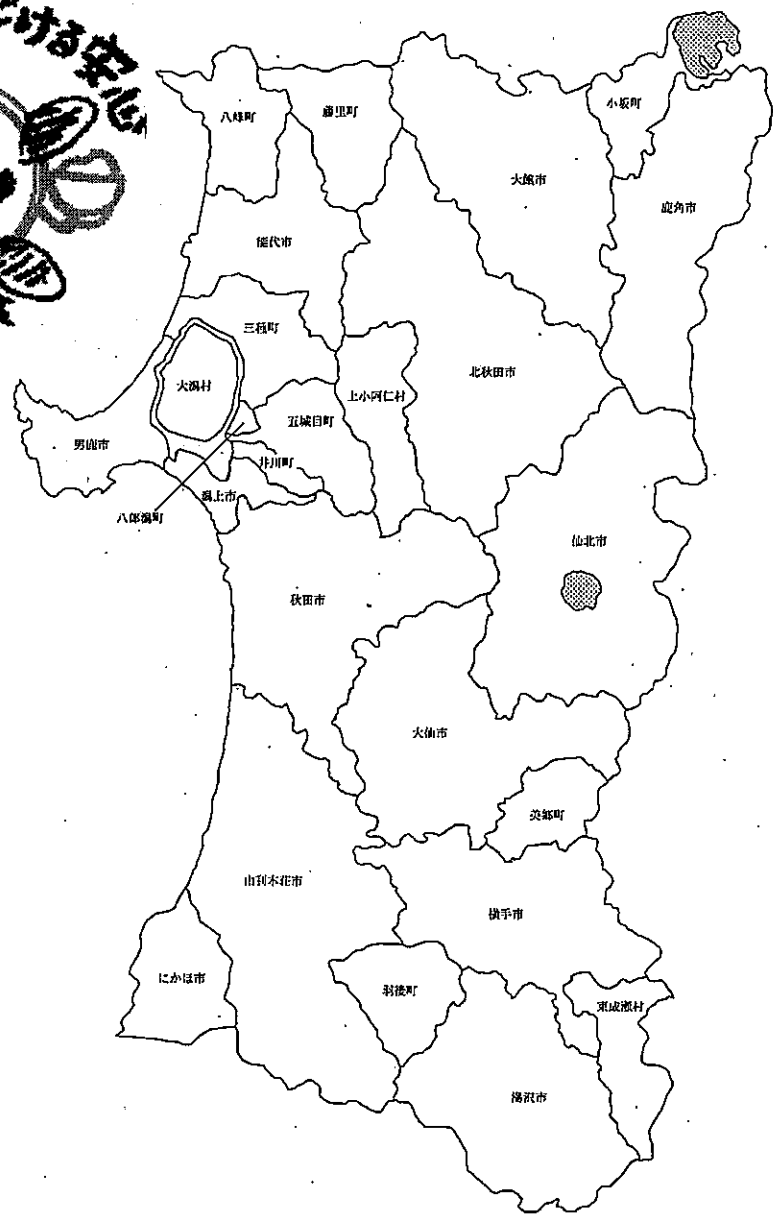 ける安心
八峰町
藤里町
小坂町
大館市
鹿角市
能代市
三種町
大潟村
上小阿仁村
北秋田市
五城目町
男鹿市
井川町
潟上市
八郎潟町
仙北市
秋田市
大仙市
美郷町
由利本荘市
横手市
にかほ市
羽後町
東成瀬村
湯沢市